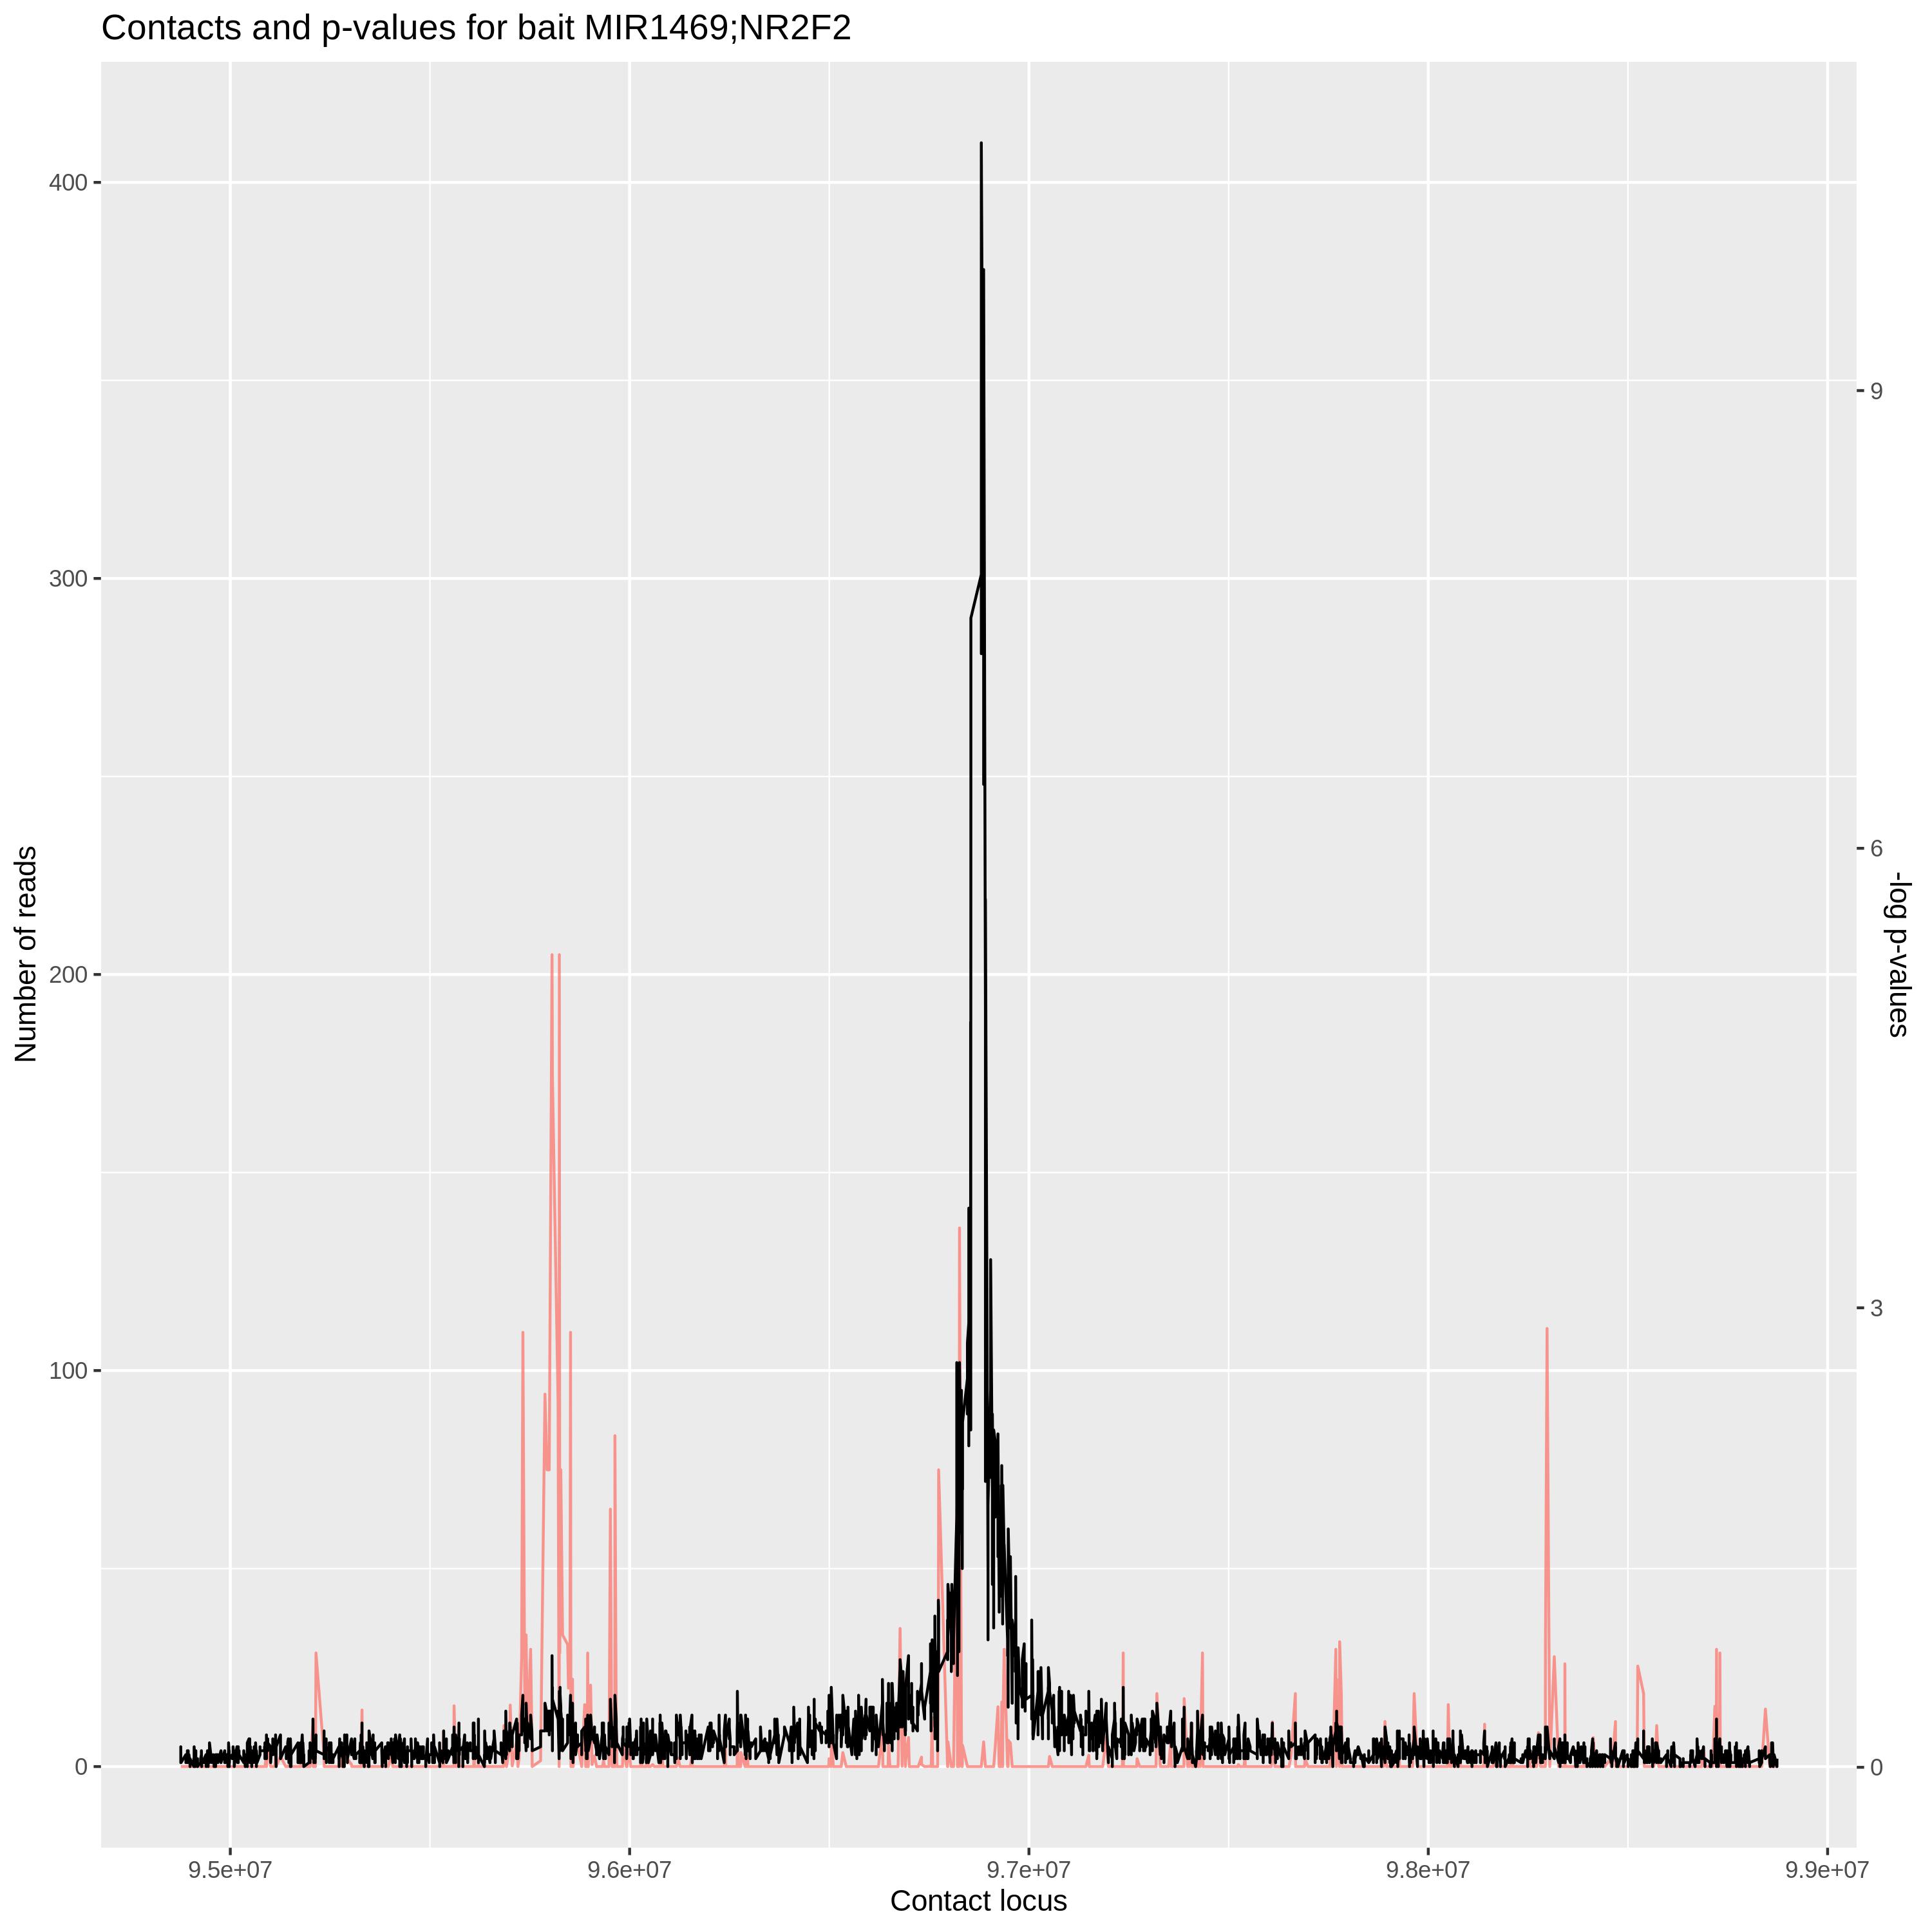 Contacts and p-values for bait MIR1469;NR2F2
400
300
200
100
0
Number of reads
9
6
3
0
-log p-values
9.5e+07
9.6e+07
9.7e+07
9.8e+07
9.9e+07
Contact locus